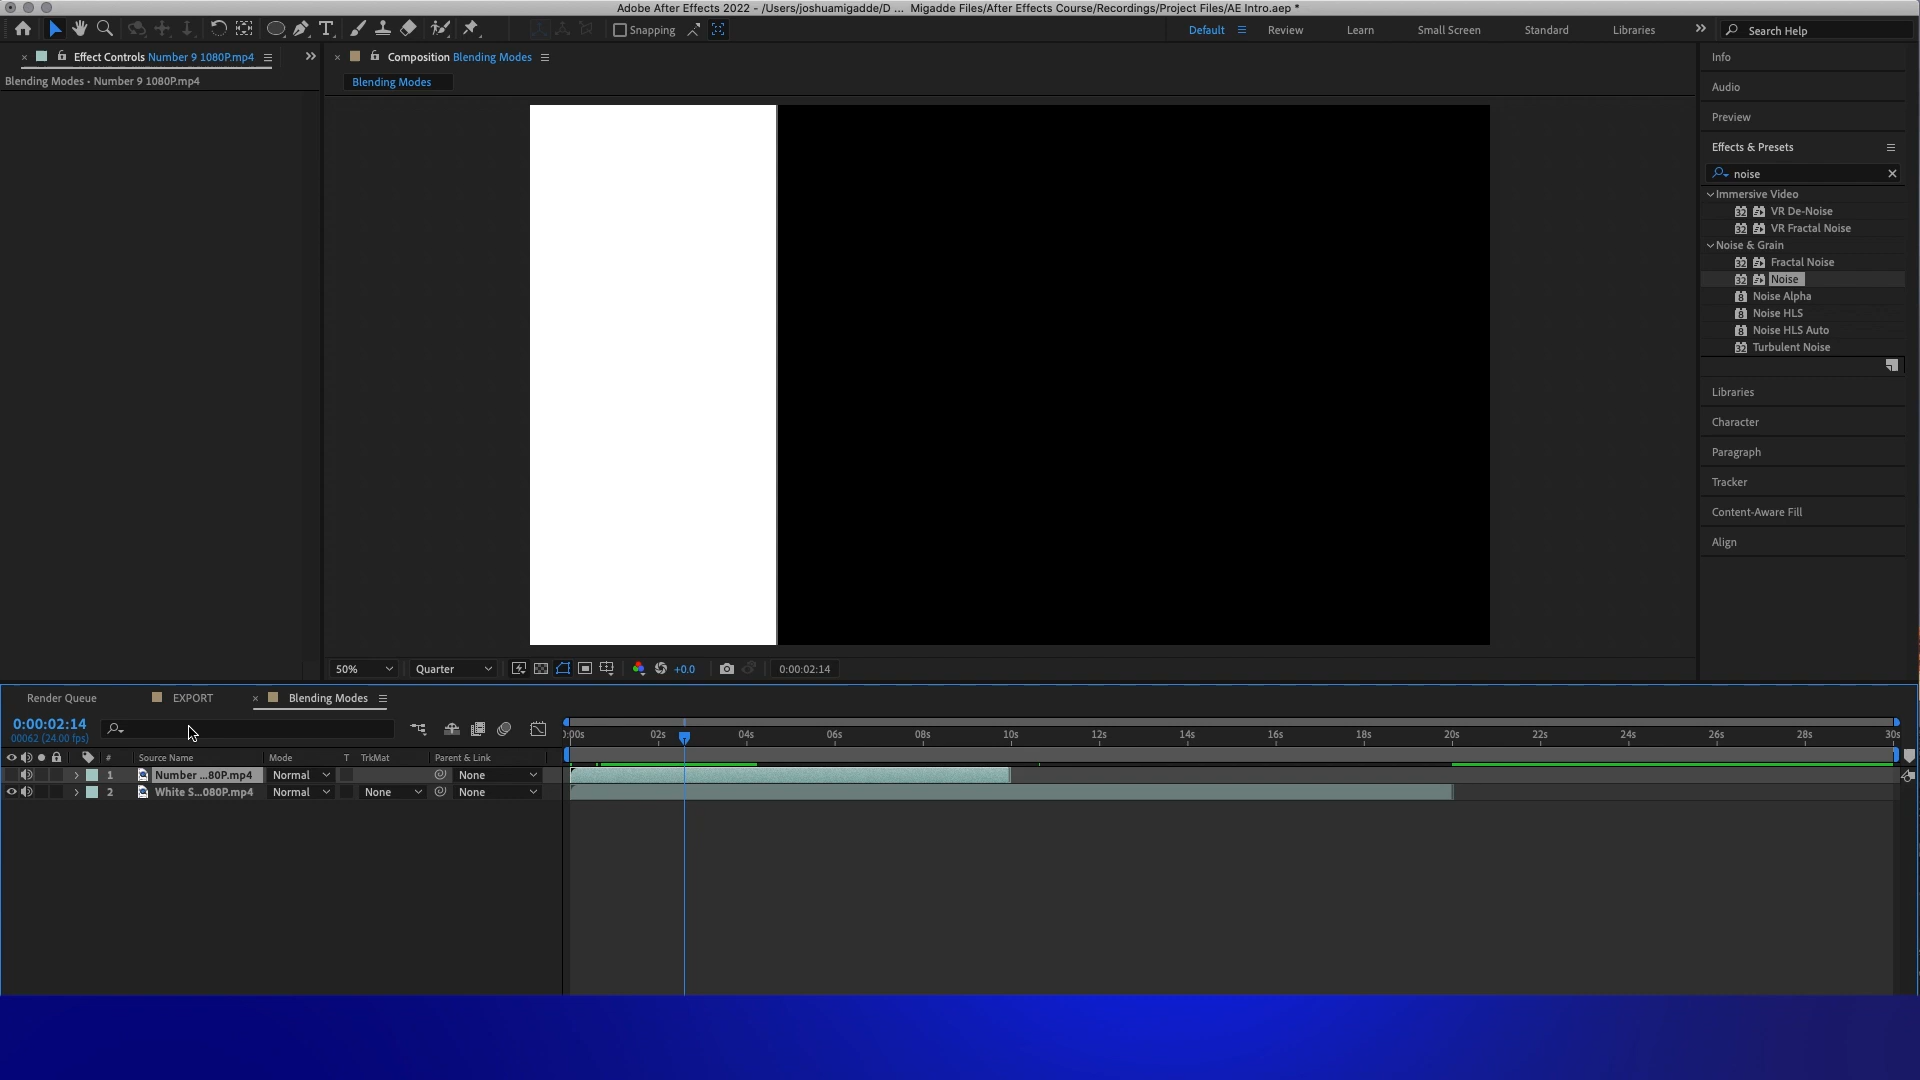 Adobe After Effects 2022 - /Users/joshuamigadde/D ... Migadde Files/After Effects Course/Recordings/Project Files/AE Intro.aep *
Snapping
Default
Review
Learn
Small Screen
Standard
Libraries
Search Help
Effect Controls Number 9 1080P.mp4
Composition Blending Modes
Info
Blending Modes • Number 9 1080P.mp4
Blending Modes
Audio
Preview
Effects & Presets
noise
Immersive Video
VR De-Noise
VR Fractal Noise
Noise & Grain
Fractal Noise
Noise
Noise Alpha
Noise HLS
Noise HLS Auto
Turbulent Noise
Libraries
Character
Paragraph
Tracker
Content-Aware Fill
Align
50%
Quarter
+0.0
0:00:02:14
Render Queue
EXPORT
Blending Modes
0:00:02:14
00062 (24.00 fps)
:00s 02s 04s 06s 08s 10s 12s 14s 16s 18s 20s 22s 24s 26s 28s 30s
# Source Name Mode T TrkMat Parent & Link
1 Number ...80P.mp4 Normal None
2 White S...080P.mp4 Normal None None